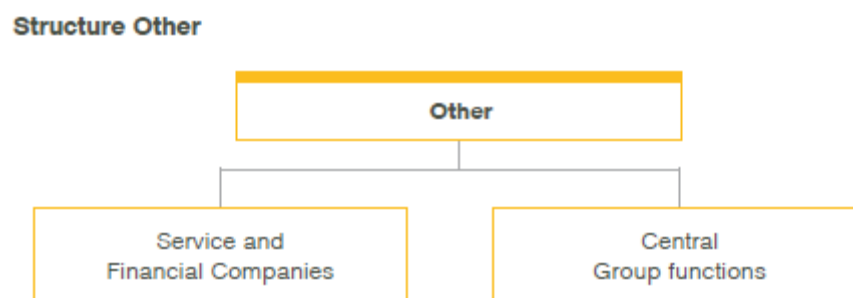 Structure Other
Other
Service and
Financial Companies
Central
Group functions